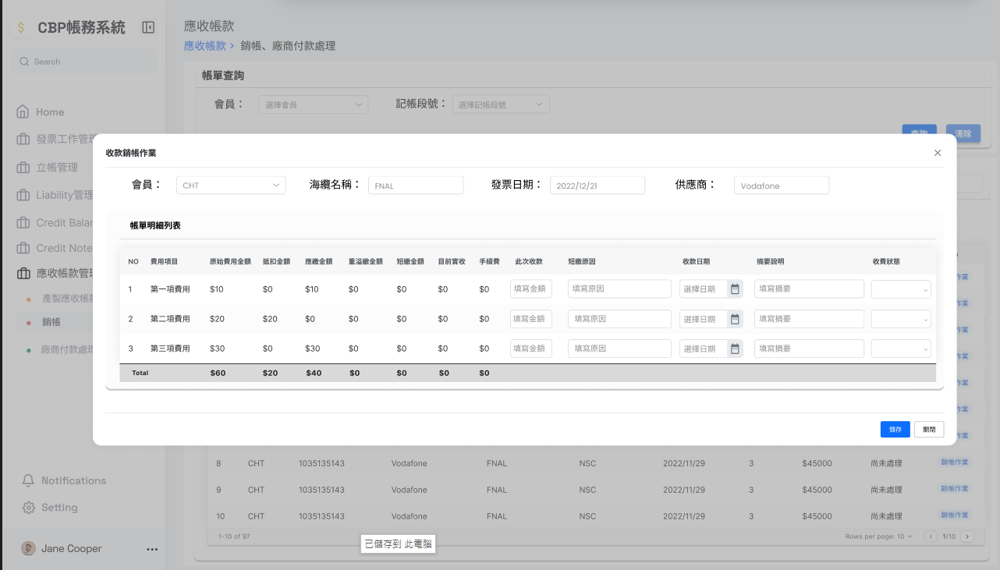 CBP帳務系統
Search
Home
發票工作管理
立帳管理
Liability管理
Credit Balan
Credit Note
應收帳款管理
產製應收帳款
銷帳
廠商付款處理
Notifications
Setting
Jane Cooper
應收帳款
應收帳款 > 銷帳、廠商付款處理
帳單查詢
會員： 選擇會員 記帳段號： 選擇記帳段號
查詢 清除
收款銷帳作業
會員： CHT 海纜名稱： FNAL 發票日期： 2022/12/21 供應商： Vodafone
帳單明細列表
NO 費用項目 原始費用金額 抵扣金額 應繳金額 重溢繳金額 短繳金額 目前實收 手續費 此次收款 短繳原因 收款日期 摘要說明 收費狀態
1 第一項費用 $10 $0 $10 $0 $0 $0 $0 填寫金額 填寫原因 選擇日期 填寫摘要
2 第二項費用 $20 $20 $0 $0 $0 $0 $0 填寫金額 填寫原因 選擇日期 填寫摘要
3 第三項費用 $30 $0 $30 $0 $0 $0 $0 填寫金額 填寫原因 選擇日期 填寫摘要
Total $60 $20 $40 $0 $0 $0 $0
儲存 關閉
作業
作業
作業
作業
作業
作業
作業
8 CHT 1035135143 Vodafone FNAL NSC 2022/11/29 3 $45000 尚未處理 銷帳作業
9 CHT 1035135143 Vodafone FNAL NSC 2022/11/29 3 $45000 尚未處理 銷帳作業
10 CHT 1035135143 Vodafone FNAL NSC 2022/11/29 3 $45000 尚未處理 銷帳作業
1-10 of 97 Rows per page: 10 1/10
已儲存到 此電腦